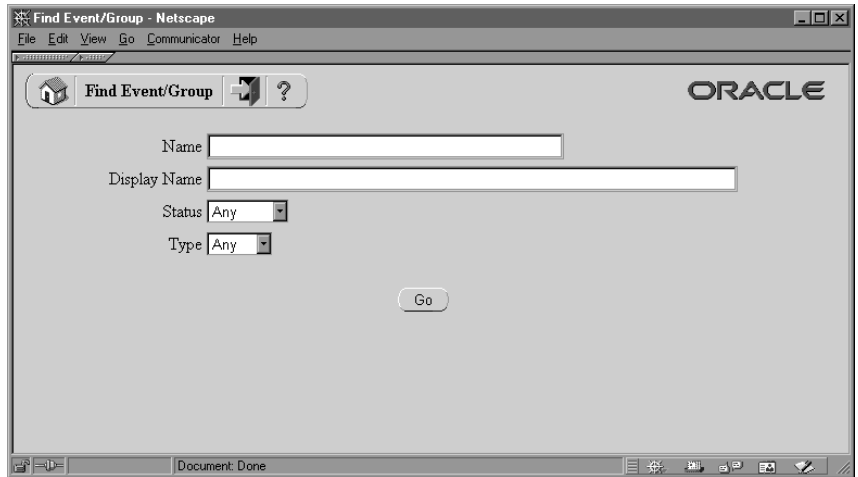 Find Event/Group - Netscape
File Edit View Go Communicator Help
Find Event/Group ?
ORACLE
Name
Display Name
Status Any
Type Any
Go
Document: Done